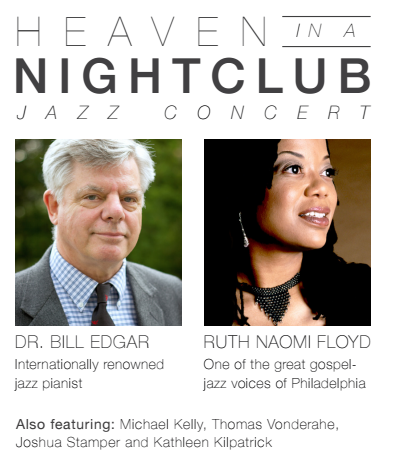 HEAVEN IN A
NIGHTCLUB
JAZZ CONCERT
DR. BILL EDGAR
Internationally renowned
jazz pianist
RUTH NAOMI FLOYD
One of the great gospel-
jazz voices of Philadelphia
Also featuring: Michael Kelly, Thomas Vonderahe,
Joshua Stamper and Kathleen Kilpatrick